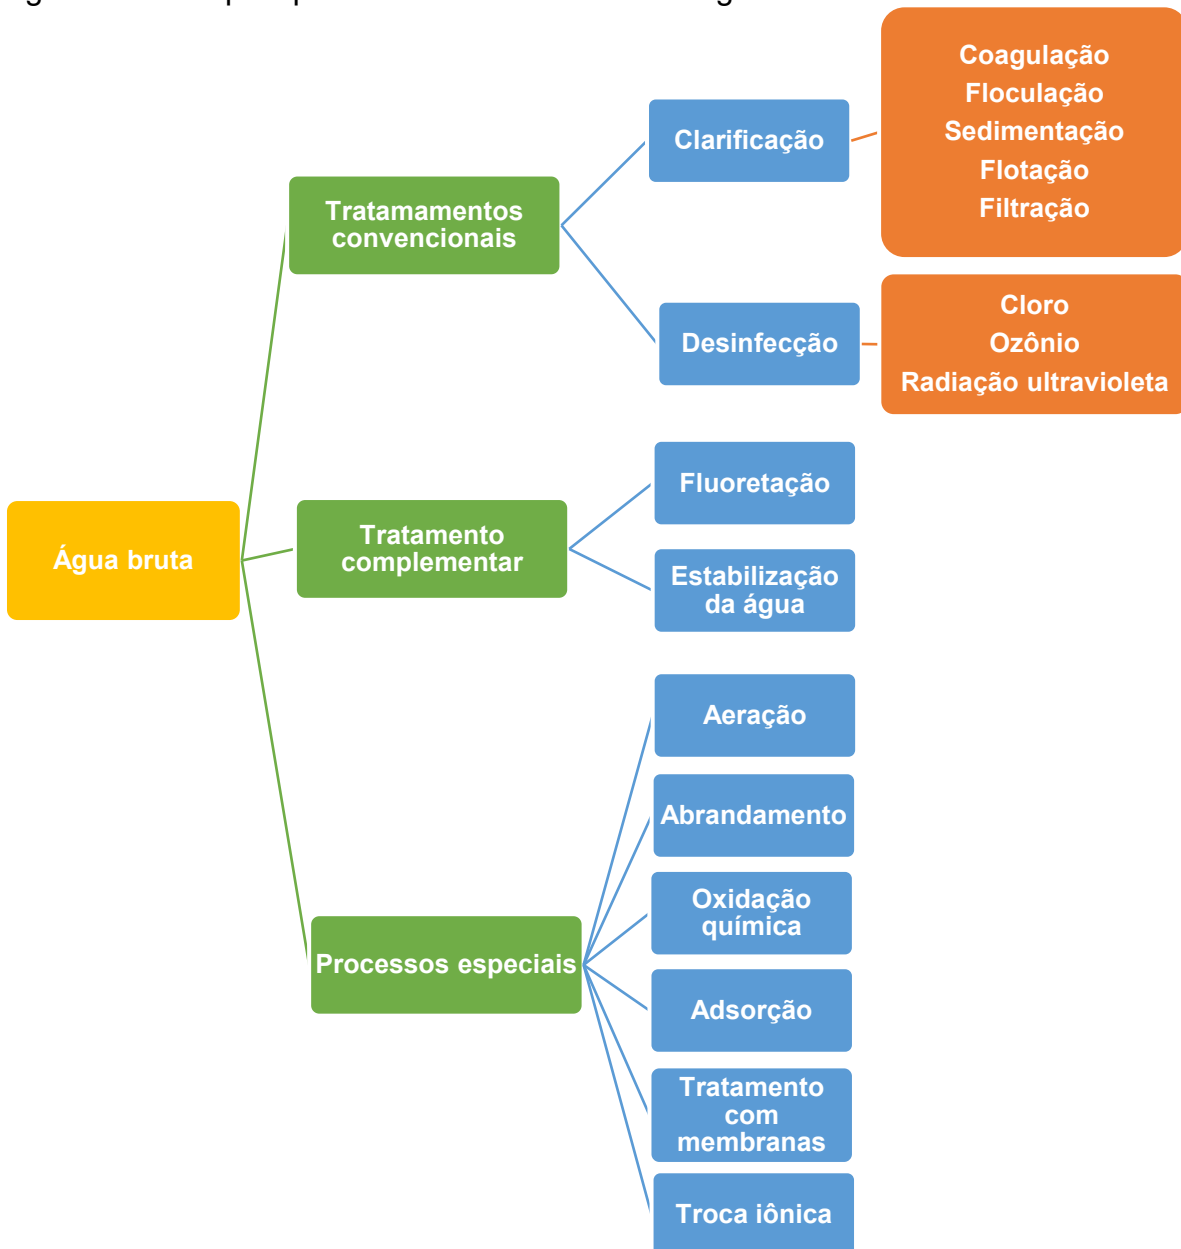 Coagulação
Floculação
Sedimentação
Flotação
Filtração
Clarificação
Tratamamentos
convencionais
Desinfecção
Cloro
Ozônio
Radiação ultravioleta
Água bruta
Tratamento
complementar
Fluoretação
Estabilização
da água
Processos especiais
Aeração
Abrandamento
Oxidação
química
Adsorção
Tratamento
com
membranas
Troca iônica